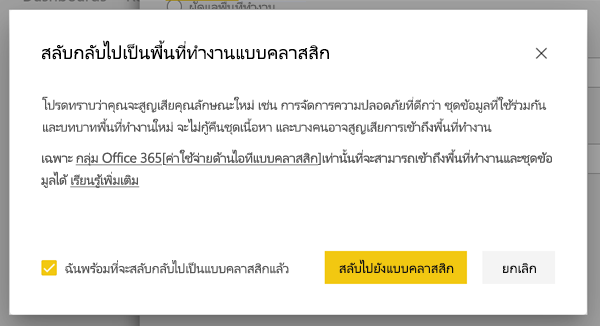 ผู้ดูแลพื้นที่ทำงาน
สลับกลับไปเป็นพื้นที่ทำงานแบบคลาสสิก
โปรดทราบว่าคุณจะสูญเสียคุณลักษณะใหม่ เช่น การจัดการความปลอดภัยที่ดีกว่า ชุดข้อมูลที่ใช้ร่วมกัน
และบทบาทพื้นที่ทำงานใหม่ จะไม่กู้คืนชุดเนื้อหา และบางคนอาจสูญเสียการเข้าถึงพื้นที่ทำงาน
เฉพาะ กลุ่ม Office 365[ค่าใช้จ่ายด้านไอทีแบบคลาสสิก]เท่านั้นที่จะสามารถเข้าถึงพื้นที่ทำงานและชุดข้อ
มูลได้ เรียนรู้เพิ่มเติม
ฉันพร้อมที่จะสลับกลับไปเป็นแบบคลาสสิกแล้ว
สลับไปยังแบบคลาสสิก
ยกเลิก